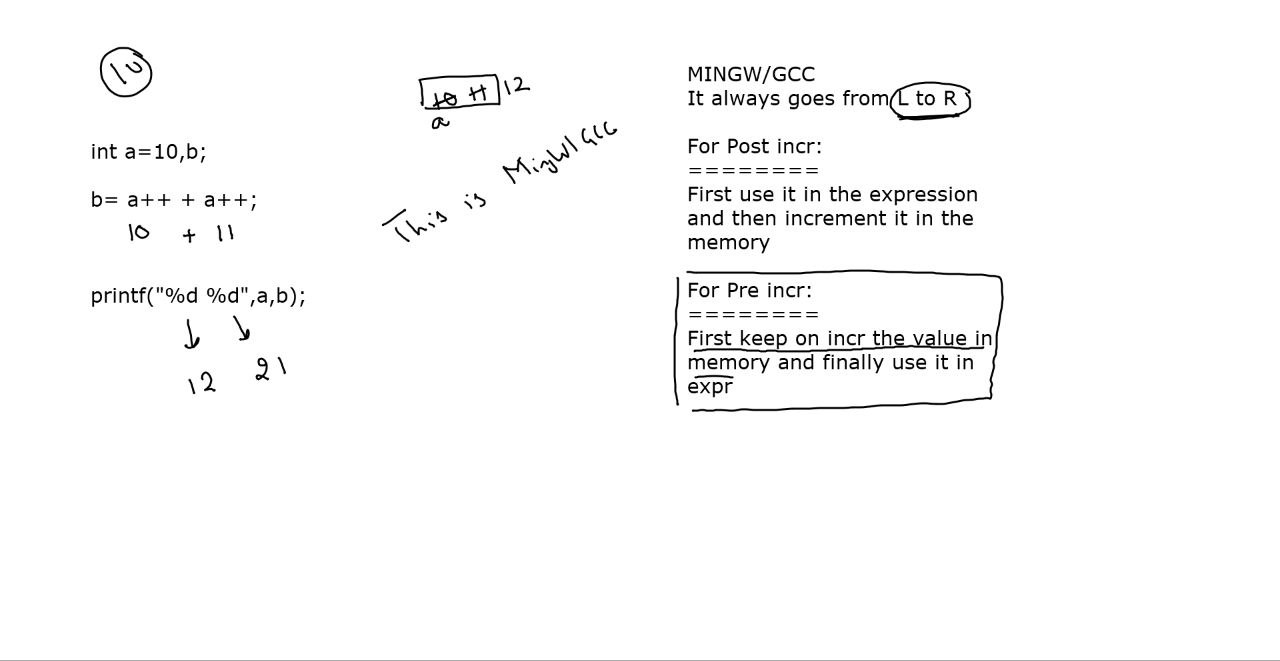 10
int a=10,b;
b= a++ + a++;
10 + 11
printf("%d %d",a,b);
12 21
10 11 12
a
This is MingW/GCC
MINGW/GCC
It always goes from L to R
For Post incr:
========
First use it in the expression
and then increment it in the
memory
For Pre incr:
========
First keep on incr the value in
memory and finally use it in
expr